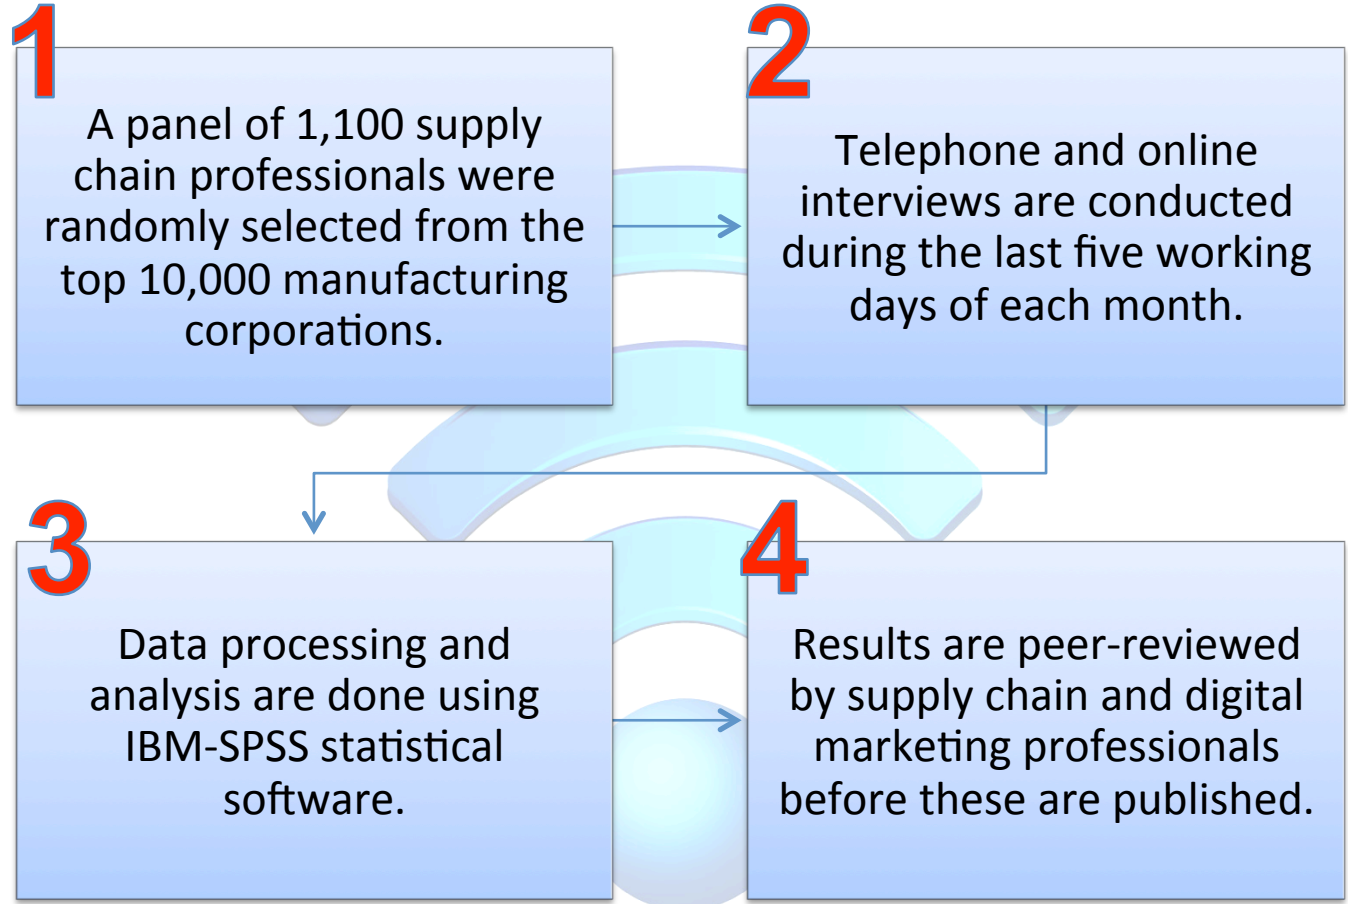 1
A panel of 1,100 supply
chain professionals were
randomly selected from the
top 10,000 manufacturing
corporations.
2
Telephone and online
interviews are conducted
during the last five working
days of each month.
3
Data processing and
analysis are done using
IBM-SPSS statistical
software.
4
Results are peer-reviewed
by supply chain and digital
marketing professionals
before these are published.